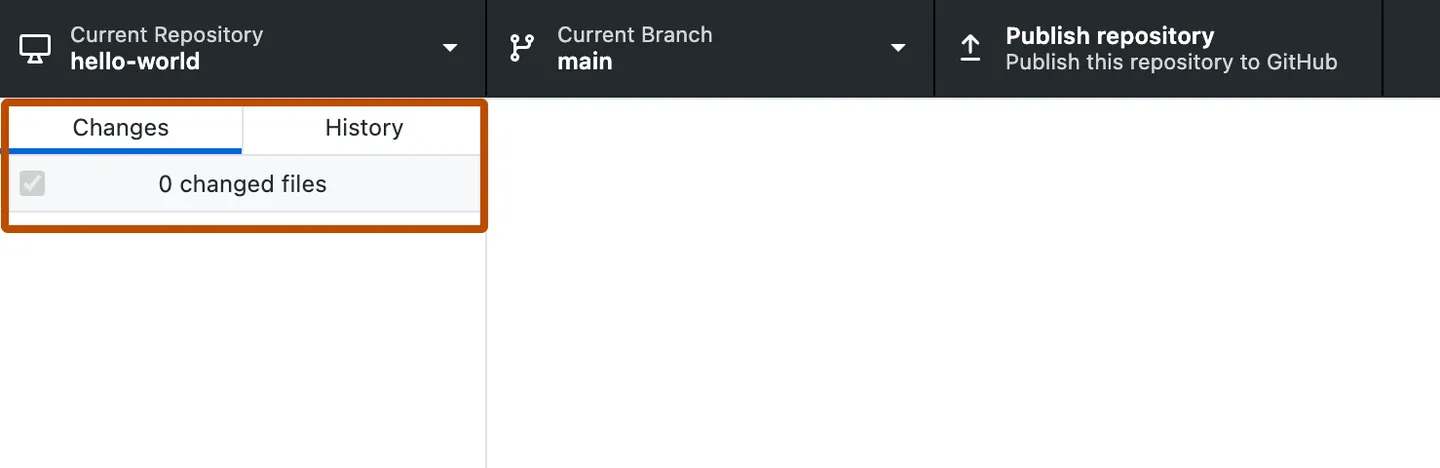 Current Repository
hello-world
Current Branch
main
Publish repository
Publish this repository to GitHub
Changes
History
0 changed files